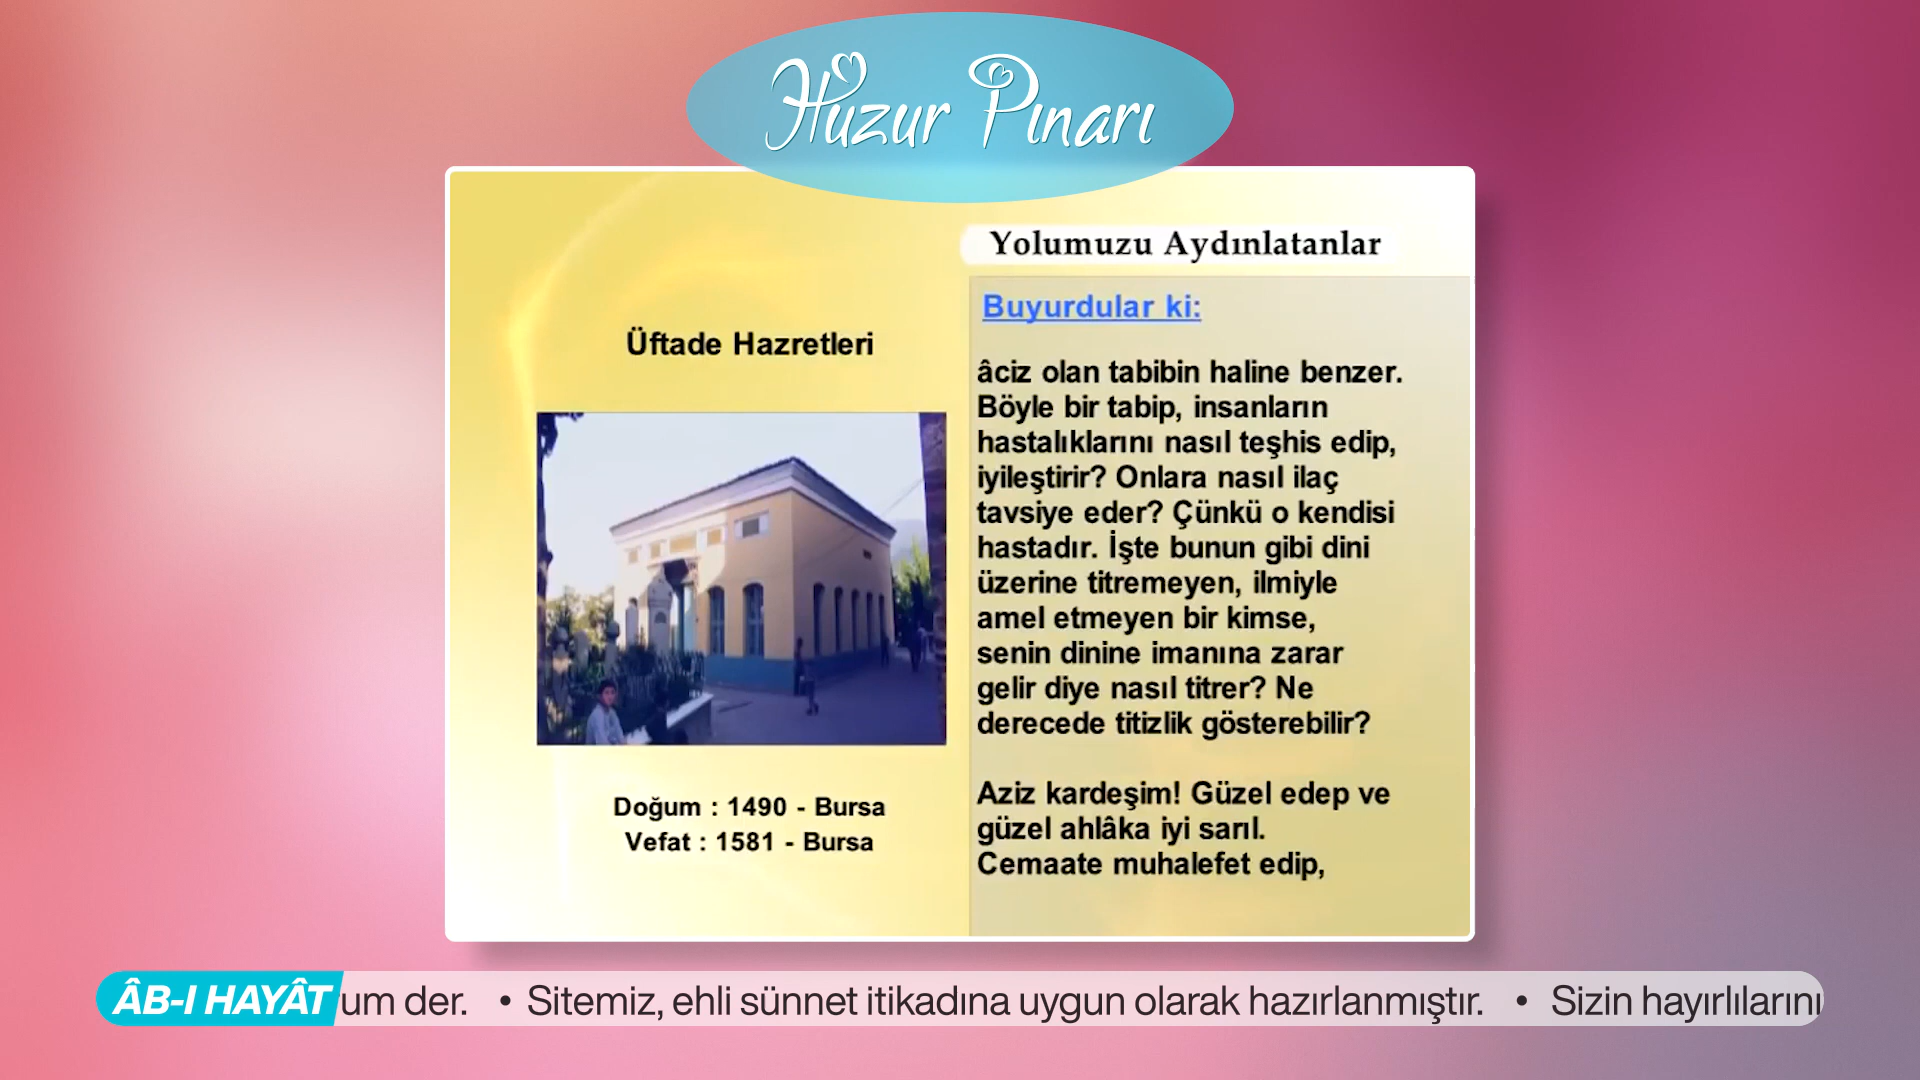 Huzur Pınarı
Yolumuzu Aydınlatanlar
Üftade Hazretleri
Doğum : 1490 - Bursa
Vefat : 1581 - Bursa
Buyurdular ki:
âciz olan tabibin haline benzer.
Böyle bir tabip, insanların
hastalıklarını nasıl teşhis edip,
iyileştirir? Onlara nasıl ilaç
tavsiye eder? Çünkü o kendisi
hastadır. İşte bunun gibi dini
üzerine titremeyen, ilmiyle
amel etmeyen bir kimse,
senin dinine imanına zarar
gelir diye nasıl titrer? Ne
derecede titizlik gösterebilir?
Aziz kardeşim! Güzel edep ve
güzel ahlâka iyi sarıl.
Cemaate muhalefet edip,
ÂB-I HAYÂT um der. • Sitemiz, ehli sünnet itikadına uygun olarak hazırlanmıştır. • Sizin hayırlılarını